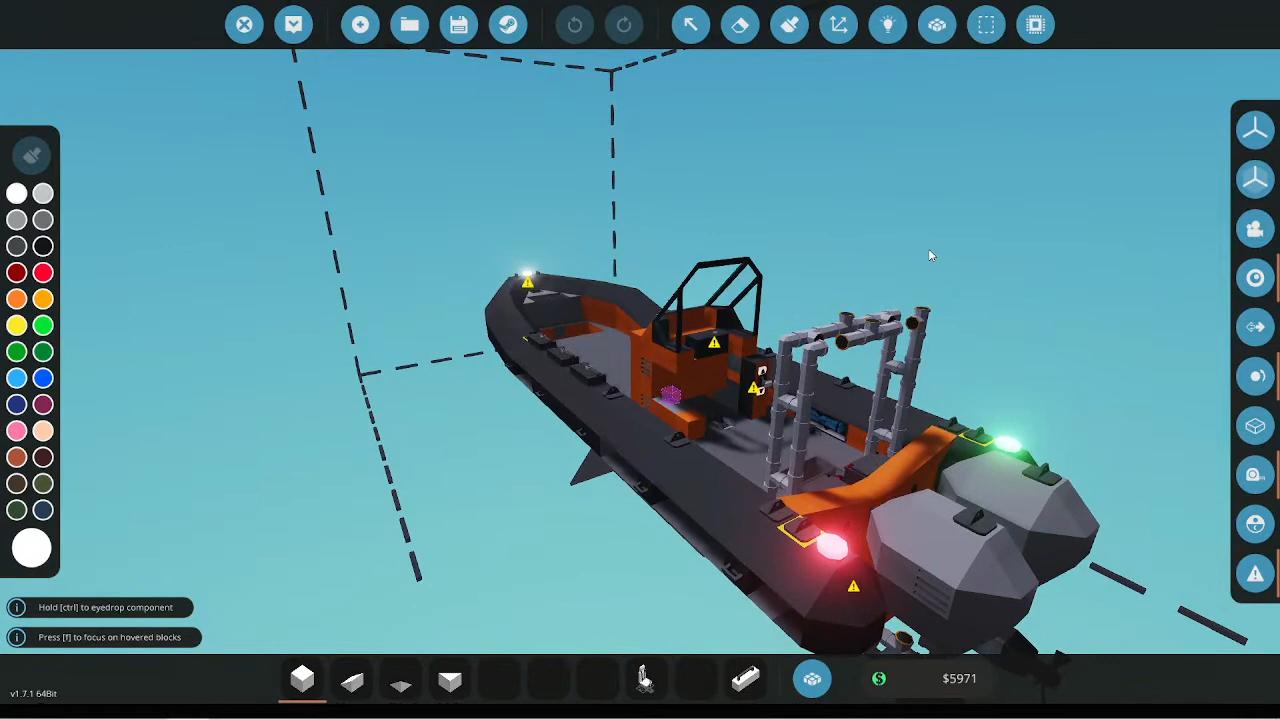 Hold [ctrl] to eyedrop component
Press [f] to focus on hovered blocks
v1.7.1 64Bit
$ $5971